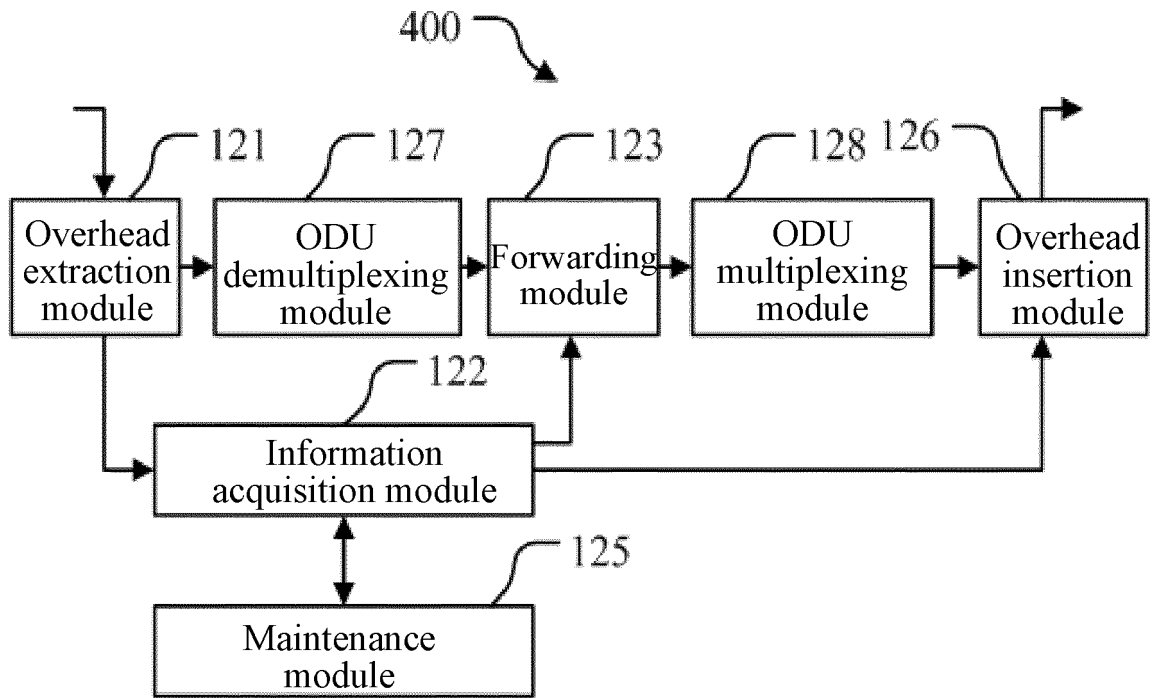 400
121
127
123
128
126
Overhead
extraction
module
ODU
demultiplexing
module
Forwarding
module
ODU
multiplexing
module
Overhead
insertion
module
122
Information
acquisition module
125
Maintenance
module